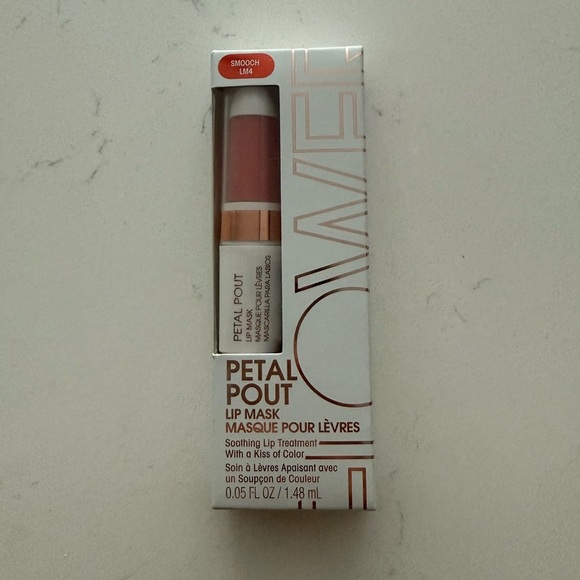 SMOOCH
LM4
PETAL POUT
LIP MASK
MASQUE POUR LÈVRES
MASCARILLA PARA LABIOS
PETAL
POUT
LIP MASK
MASQUE POUR LÈVRES
Soothing Lip Treatment
With a Kiss of Color
Soin à Lèvres Apaisant avec
un Soupçon de Couleur
0.05 FL OZ / 1.48 mL